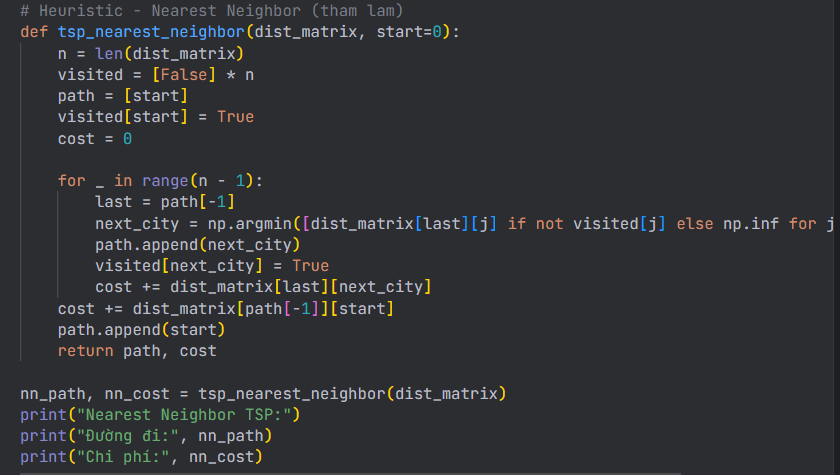 # Heuristic - Nearest Neighbor (tham lam)
def tsp_nearest_neighbor(dist_matrix, start=0):
    n = len(dist_matrix)
    visited = [False] * n
    path = [start]
    visited[start] = True
    cost = 0
    for _ in range(n - 1):
        last = path[-1]
        next_city = np.argmin([dist_matrix[last][j] if not visited[j] else np.inf for j
        path.append(next_city)
        visited[next_city] = True
        cost += dist_matrix[last][next_city]
    cost += dist_matrix[path[-1]][start]
    path.append(start)
    return path, cost
nn_path, nn_cost = tsp_nearest_neighbor(dist_matrix)
print("Nearest Neighbor TSP:")
print("Đường đi:", nn_path)
print("Chi phí:", nn_cost)